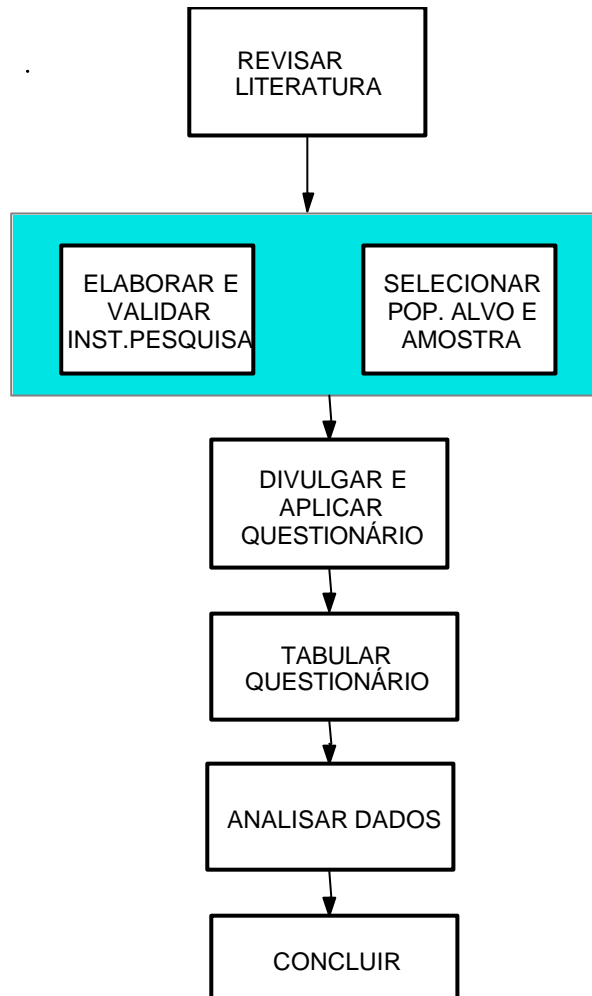 REVISAR
LITERATURA
ELABORAR E
VALIDAR
INST.PESQUISA
SELECIONAR
POP. ALVO E
AMOSTRA
DIVULGAR E
APLICAR
QUESTIONÁRIO
TABULAR
QUESTIONÁRIO
ANALISAR DADOS
CONCLUIR